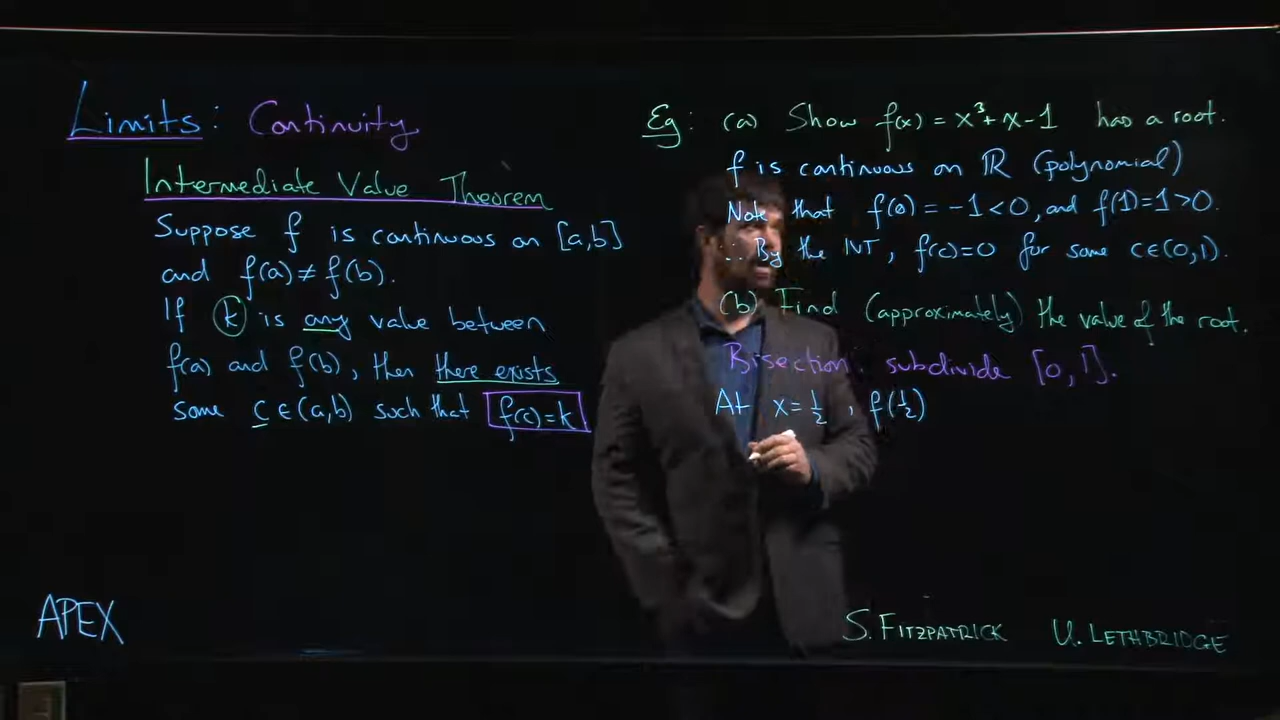 Limits: Continuity
Intermediate Value Theorem
Suppose f is continuous on [a,b]
and f(a)≠f(b).
If k is any value between
f(a) and f(b), then there exists
some c∈(a,b) such that f(c)=k
Eg: (a) Show f(x) = x³+x-1 has a root.
f is continuous on ℝ (polynomial)
Note that f(0) = -1<0, and f(1)=1>0.
∴ By the IVT, f(c)=0 for some c∈(0,1).
(b) Find (approximately) the value of the root.
Bisection: subdivide [0,1].
At x=1/2, f(1/2)
APEX
S. FITZPATRICK U. LETHBRIDGE